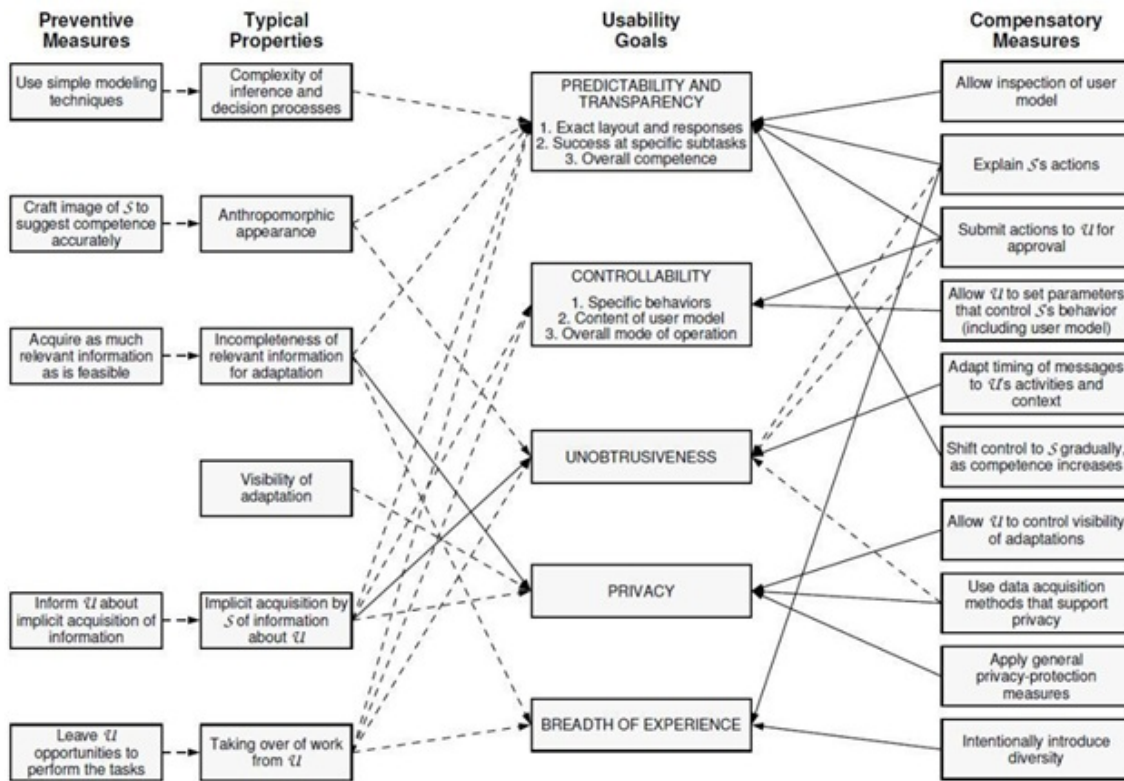 Preventive
Measures
Typical
Properties
Usability
Goals
Compensatory
Measures
Use simple modeling
techniques
Craft image of 𝒮 to
suggest competence
accurately
Acquire as much
relevant information
as is feasible
Inform 𝒰 about
implicit acquisition of
information
Leave 𝒰
opportunities to
perform the tasks
Complexity of
inference and
decision processes
Anthropomorphic
appearance
Incompleteness of
relevant information
for adaptation
Visibility of
adaptation
Implicit acquisition by
𝒮 of information
about 𝒰
Taking over of work
from 𝒰
PREDICTABILITY AND
TRANSPARENCY
1. Exact layout and responses
2. Success at specific subtasks
3. Overall competence
CONTROLLABILITY
1. Specific behaviors
2. Content of user model
3. Overall mode of operation
UNOBTRUSIVENESS
PRIVACY
BREADTH OF EXPERIENCE
Allow inspection of user
model
Explain 𝒮's actions
Submit actions to 𝒰 for
approval
Allow 𝒰 to set parameters
that control 𝒮's behavior
(including user model)
Adapt timing of messages
to 𝒰's activities and
context
Shift control to 𝒮 gradually,
as competence increases
Allow 𝒰 to control visibility
of adaptations
Use data acquisition
methods that support
privacy
Apply general
privacy-protection
measures
Intentionally introduce
diversity